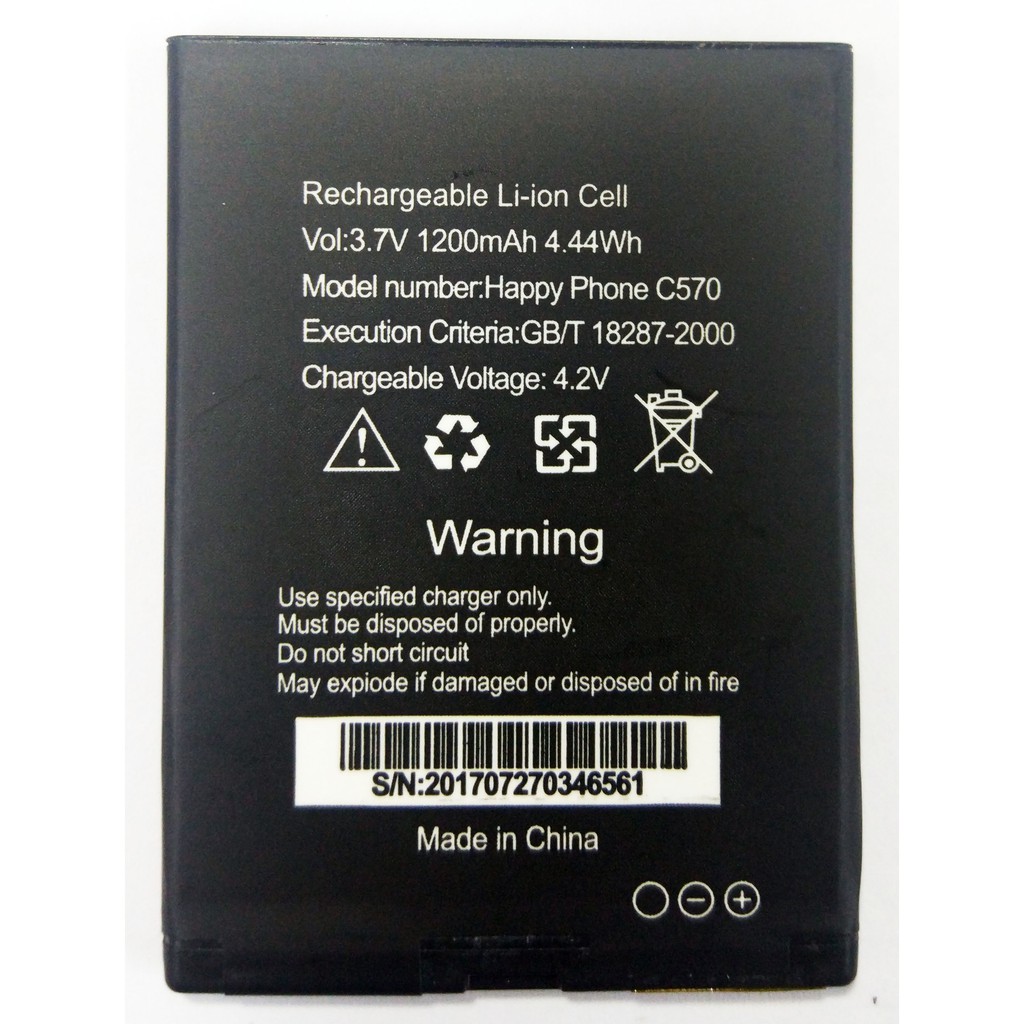 Rechargeable Li-ion Cell
Vol:3.7V 1200mAh 4.44Wh
Model number:Happy Phone C570
Execution Criteria:GB/T 18287-2000
Chargeable Voltage: 4.2V
Warning
Use specified charger only.
Must be disposed of properly.
Do not short circuit
May expiode if damaged or disposed of in fire
S/N:201707270346561
Made in China